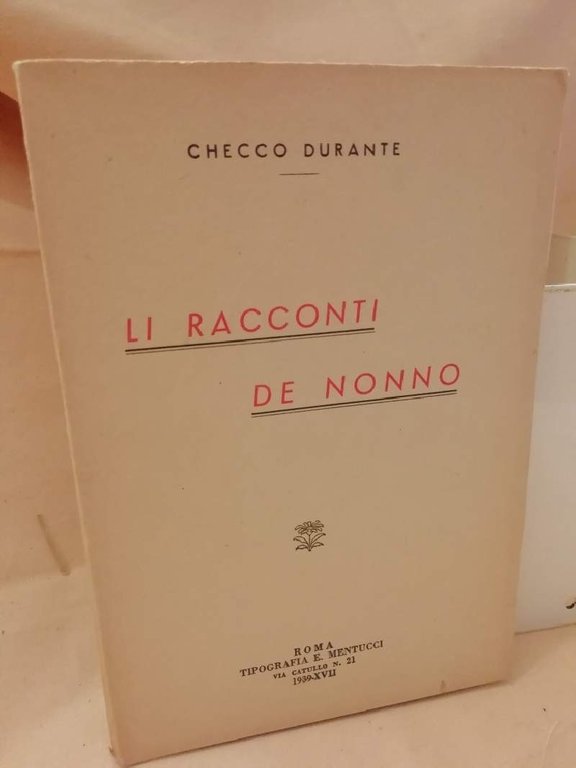 CHECCO DURANTE
LI RACCONTI
DE NONNO
ROMA
TIPOGRAFIA E. MENTUCCI
VIA CATULLO N. 21
1939-XVII